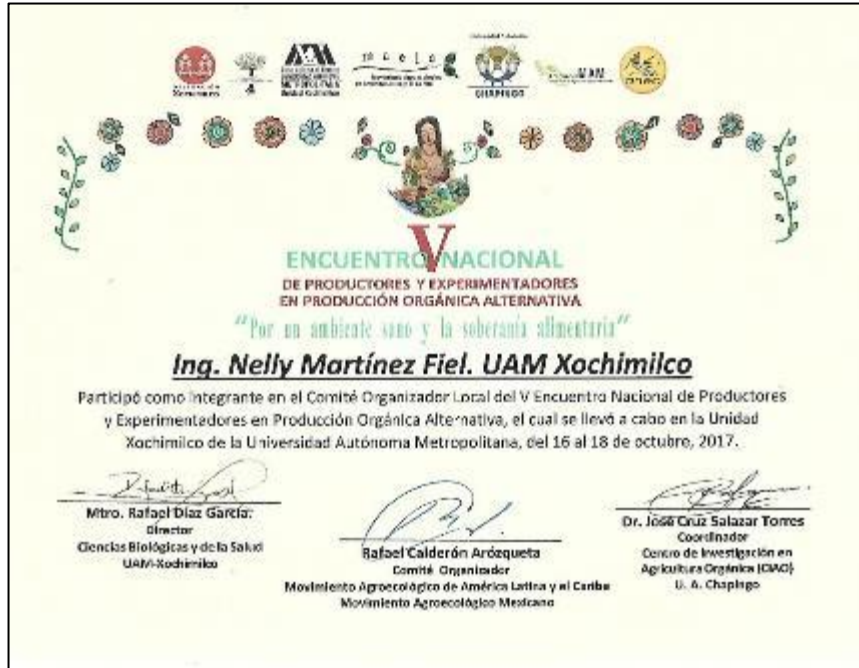 maela
METROPOLITANA
Unidad Xochimilco
CHAPINGO
V
ENCUENTRO NACIONAL
DE PRODUCTORES Y EXPERIMENTADORES
EN PRODUCCIÓN ORGÁNICA ALTERNATIVA
"Por un ambiente sano y la soberanía alimentaria"
Ing. Nelly Martínez Fiel. UAM Xochimilco
Participó como integrante en el Comité Organizador Local del V Encuentro Nacional de Productores
y Experimentadores en Producción Orgánica Alternativa, el cual se llevó a cabo en la Unidad
Xochimilco de la Universidad Autónoma Metropolitana, del 16 al 18 de octubre, 2017.
Mtro. Rafael Díaz García.
Director
Ciencias Biológicas y de la Salud
UAM-Xochimilco
Rafael Calderón Arózqueta
Comité Organizador
Movimiento Agroecológico de América Latina y el Caribe
Movimiento Agroecológico Mexicano
Dr. José Cruz Salazar Torres
Coordinador
Centro de Investigación en
Agricultura Orgánica (CIAO)
U. A. Chapingo